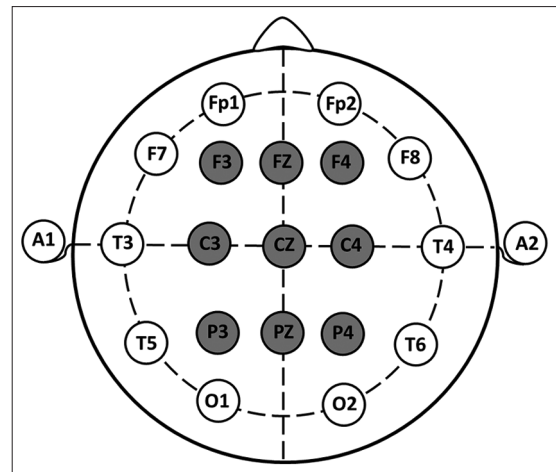 Fp1 Fp2
F7 F3 FZ F4 F8
A1 T3 C3 CZ C4 T4 A2
T5 P3 PZ P4 T6
O1 O2